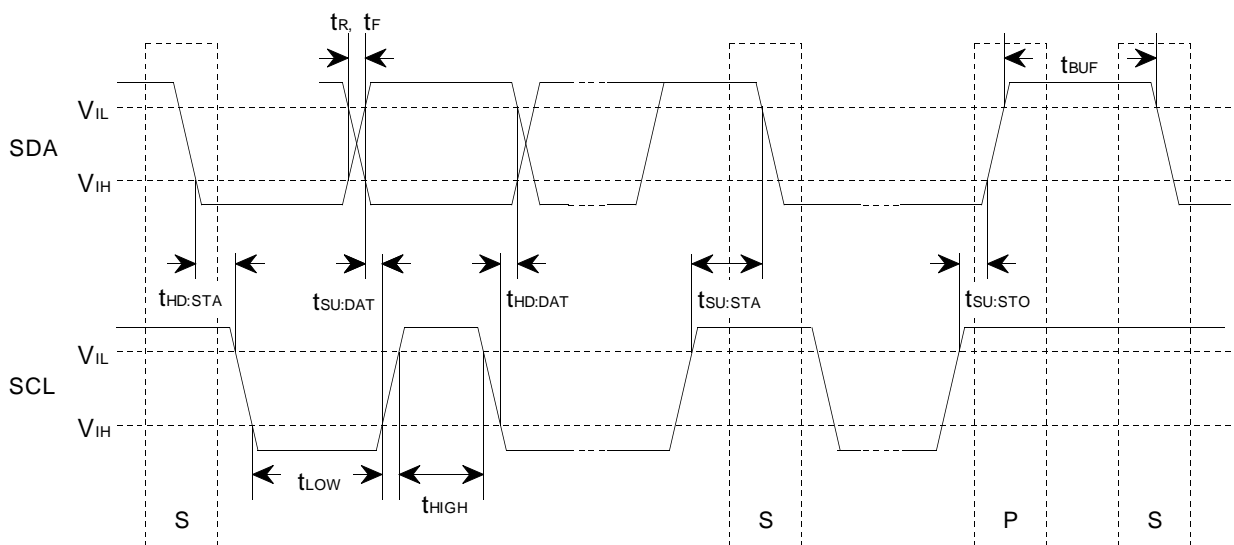 tR, tF
tBUF
VIL
SDA
VIH
tHD:STA tSU:DAT tHD:DAT tSU:STA tSU:STO
VIL
SCL
VIH
tLOW
tHIGH
S S P S